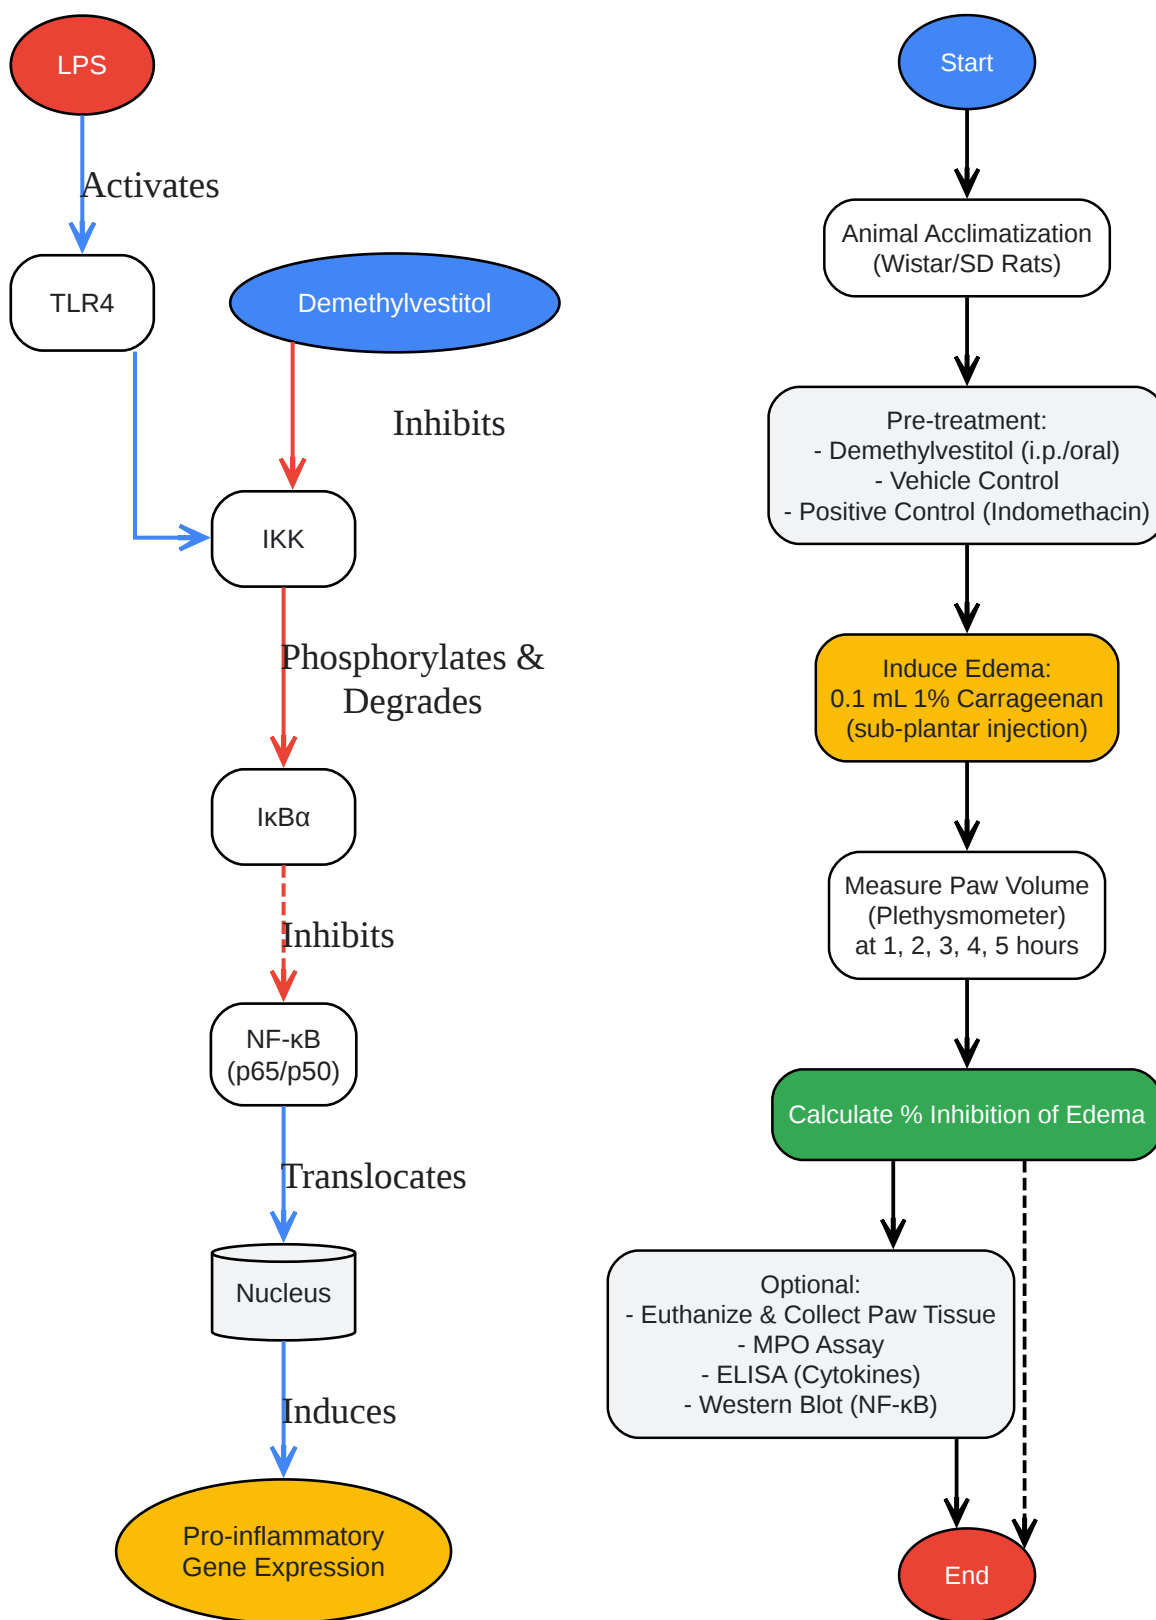 LPS
Activates
TLR4
Demethylvestitol
Inhibits
IKK
Phosphorylates &
Degrades
IκBα
Inhibits
NF-κB
(p65/p50)
Translocates
Nucleus
Induces
Pro-inflammatory
Gene Expression
Start
Animal Acclimatization
(Wistar/SD Rats)
Pre-treatment:
- Demethylvestitol (i.p./oral)
- Vehicle Control
- Positive Control (Indomethacin)
Induce Edema:
0.1 mL 1% Carrageenan
(sub-plantar injection)
Measure Paw Volume
(Plethysmometer)
at 1, 2, 3, 4, 5 hours
Calculate % Inhibition of Edema
Optional:
- Euthanize & Collect Paw Tissue
- MPO Assay
- ELISA (Cytokines)
- Western Blot (NF-κB)
End